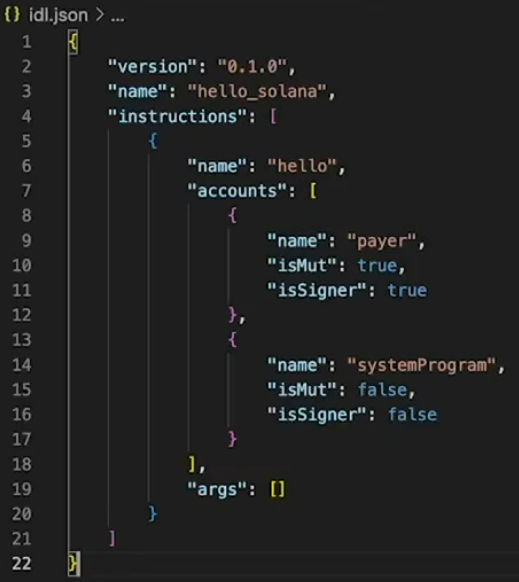 {} idl.json > ...
1 {
2     "version": "0.1.0",
3     "name": "hello_solana",
4     "instructions": [
5         {
6             "name": "hello",
7             "accounts": [
8                 {
9                     "name": "payer",
10                     "isMut": true,
11                     "isSigner": true
12                 },
13                 {
14                     "name": "systemProgram",
15                     "isMut": false,
16                     "isSigner": false
17                 }
18             ],
19             "args": []
20         }
21     ]
22 }